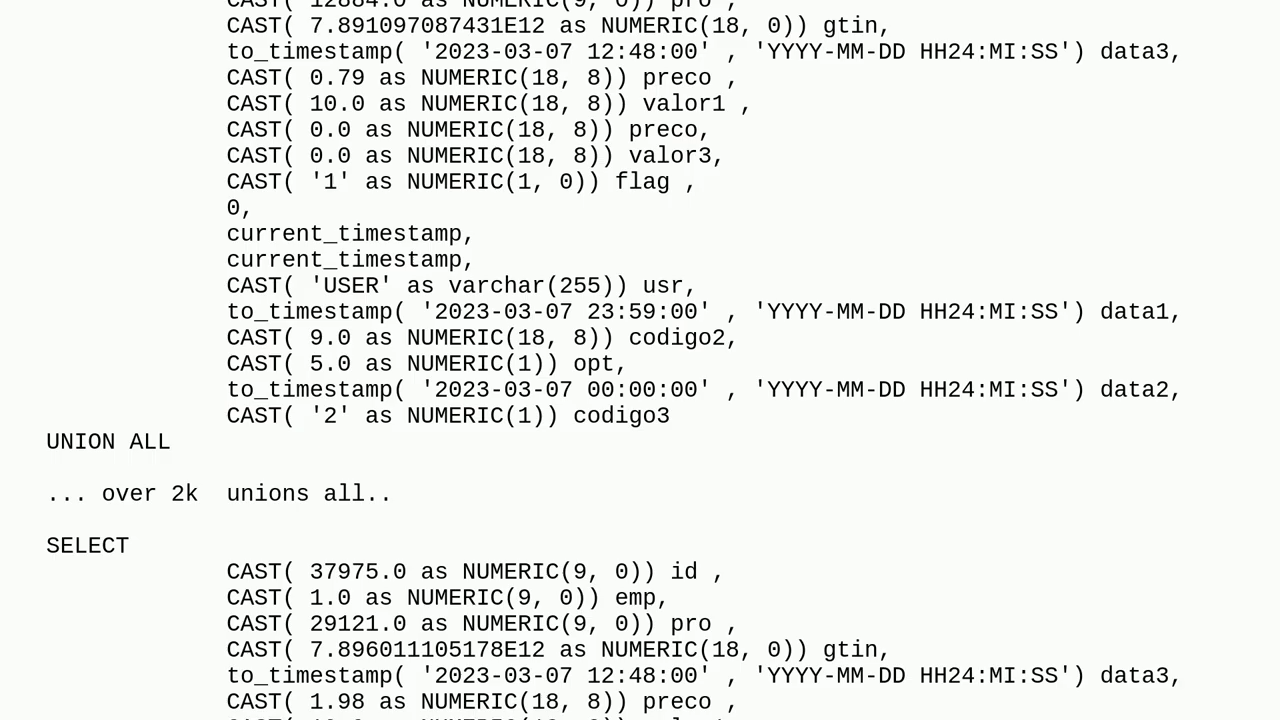 CAST( 12884.0 as NUMERIC(9, 0)) pro ,
CAST( 7.891097087431E12 as NUMERIC(18, 0)) gtin,
to_timestamp( '2023-03-07 12:48:00' , 'YYYY-MM-DD HH24:MI:SS') data3,
CAST( 0.79 as NUMERIC(18, 8)) preco ,
CAST( 10.0 as NUMERIC(18, 8)) valor1 ,
CAST( 0.0 as NUMERIC(18, 8)) preco,
CAST( 0.0 as NUMERIC(18, 8)) valor3,
CAST( '1' as NUMERIC(1, 0)) flag ,
0,
current_timestamp,
current_timestamp,
CAST( 'USER' as varchar(255)) usr,
to_timestamp( '2023-03-07 23:59:00' , 'YYYY-MM-DD HH24:MI:SS') data1,
CAST( 9.0 as NUMERIC(18, 8)) codigo2,
CAST( 5.0 as NUMERIC(1)) opt,
to_timestamp( '2023-03-07 00:00:00' , 'YYYY-MM-DD HH24:MI:SS') data2,
CAST( '2' as NUMERIC(1)) codigo3
UNION ALL
... over 2k  unions all..
SELECT
CAST( 37975.0 as NUMERIC(9, 0)) id ,
CAST( 1.0 as NUMERIC(9, 0)) emp,
CAST( 29121.0 as NUMERIC(9, 0)) pro ,
CAST( 7.896011105178E12 as NUMERIC(18, 0)) gtin,
to_timestamp( '2023-03-07 12:48:00' , 'YYYY-MM-DD HH24:MI:SS') data3,
CAST( 1.98 as NUMERIC(18, 8)) preco ,